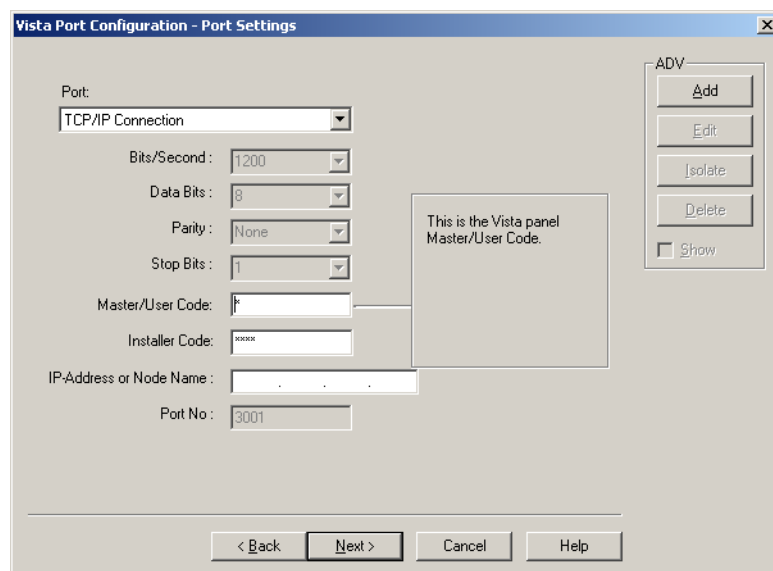 Vista Port Configuration - Port Settings
Port:
TCP/IP Connection
Bits/Second :
1200
Data Bits :
8
Parity :
None
Stop Bits :
1
Master/User Code:
*
Installer Code:
****
IP-Address or Node Name :
. . .
Port No :
3001
This is the Vista panel
Master/User Code.
ADV
Add
Edit
Isolate
Delete
Show
< Back
Next >
Cancel
Help